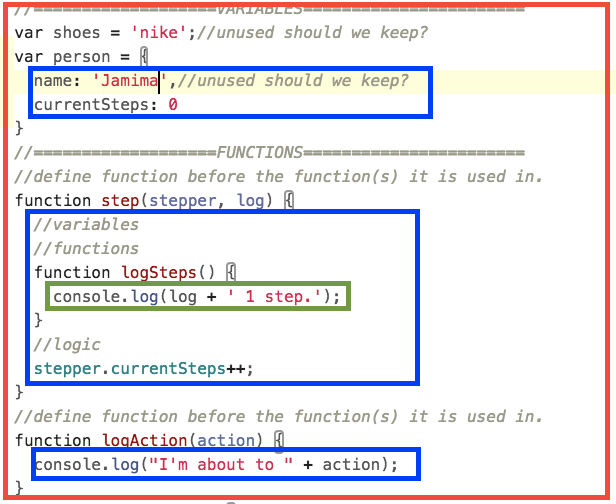 //===================VARIABLES=======================
var shoes = 'nike';//unused should we keep?
var person = {
name: 'Jamima',//unused should we keep?
currentSteps: 0
}
//===================FUNCTIONS=======================
//define function before the function(s) it is used in.
function step(stepper, log) {
//variables
//functions
function logSteps() {
console.log(log + ' 1 step.');
}
//logic
stepper.currentSteps++;
}
//define function before the function(s) it is used in.
function logAction(action) {
console.log("I'm about to " + action);
}